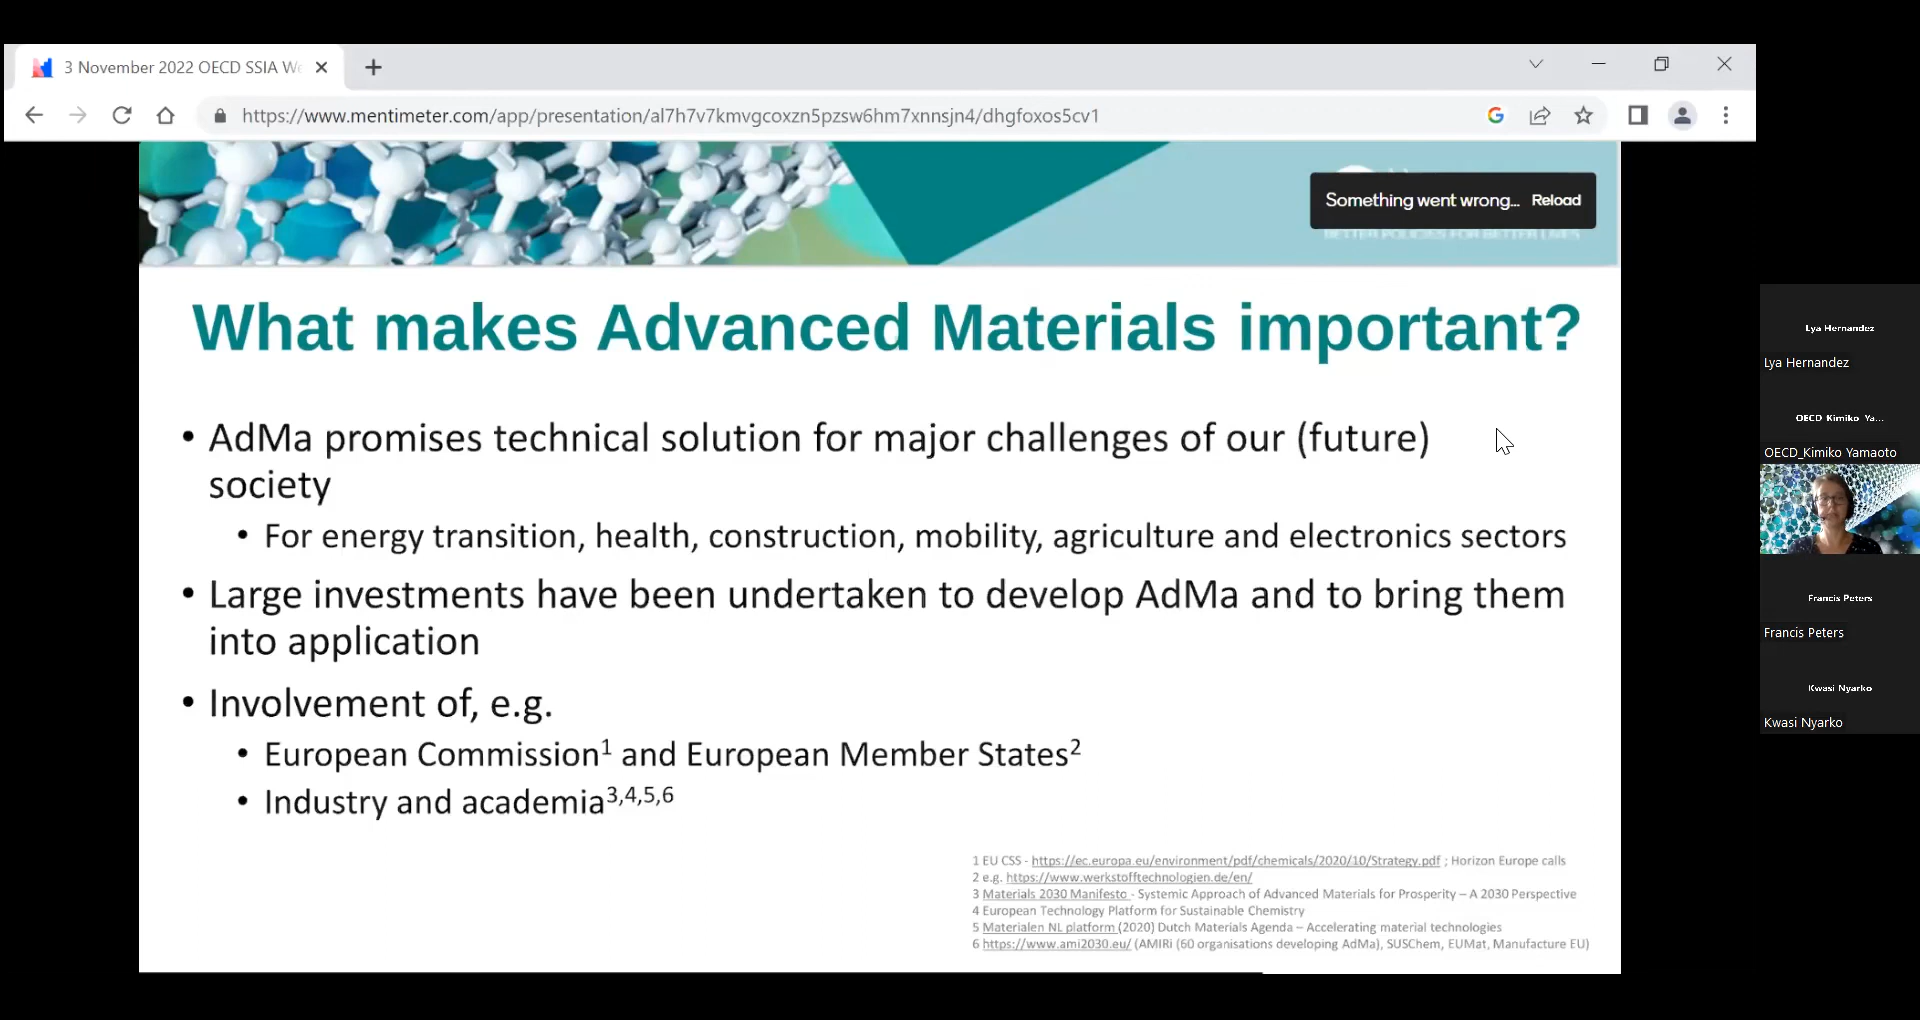 3 November 2022 OECD SSIA We
https://www.mentimeter.com/app/presentation/al7h7v7kmvgcoxzn5pzsw6hm7xnnsjn4/dhgfoxos5cv1
Something went wrong... Reload
BETTER POLICIES FOR BETTER LIVES
What makes Advanced Materials important?
• AdMa promises technical solution for major challenges of our (future)
society
• For energy transition, health, construction, mobility, agriculture and electronics sectors
• Large investments have been undertaken to develop AdMa and to bring them
into application
• Involvement of, e.g.
• European Commission1 and European Member States2
• Industry and academia3,4,5,6
1 EU CSS - https://ec.europa.eu/environment/pdf/chemicals/2020/10/Strategy.pdf ; Horizon Europe calls
2 e.g. https://www.werkstofftechnologien.de/en/
3 Materials 2030 Manifesto - Systemic Approach of Advanced Materials for Prosperity – A 2030 Perspective
4 European Technology Platform for Sustainable Chemistry
5 Materialen NL platform (2020) Dutch Materials Agenda – Accelerating material technologies
6 https://www.ami2030.eu/ (AMIRi (60 organisations developing AdMa), SUSChem, EUMat, Manufacture EU)
Lya Hernandez
Lya Hernandez
OECD_Kimiko Ya...
OECD_Kimiko Yamaoto
Francis Peters
Francis Peters
Kwasi Nyarko
Kwasi Nyarko